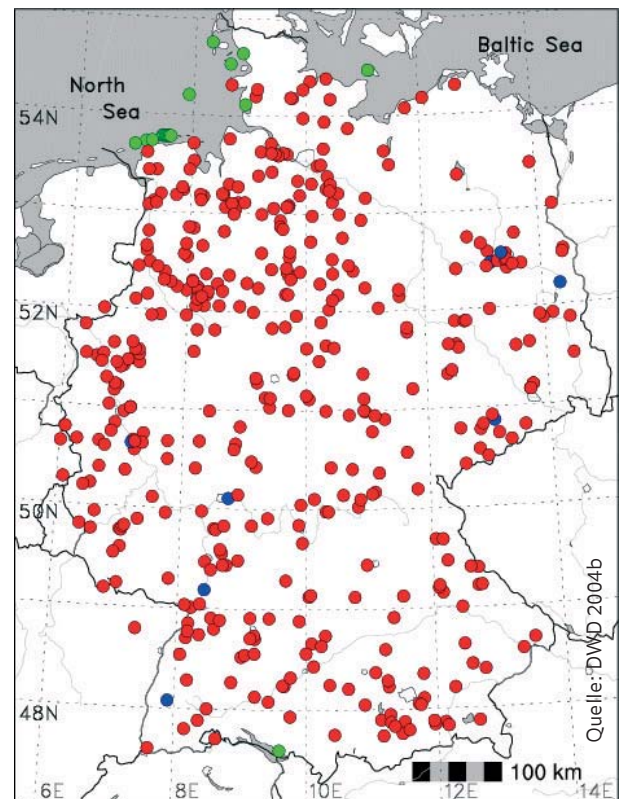 Baltic Sea
North
Sea
54N
52N
50N
48N
Quelle: DWD 2004b
100 km
6E
8E
10E
12E
14E